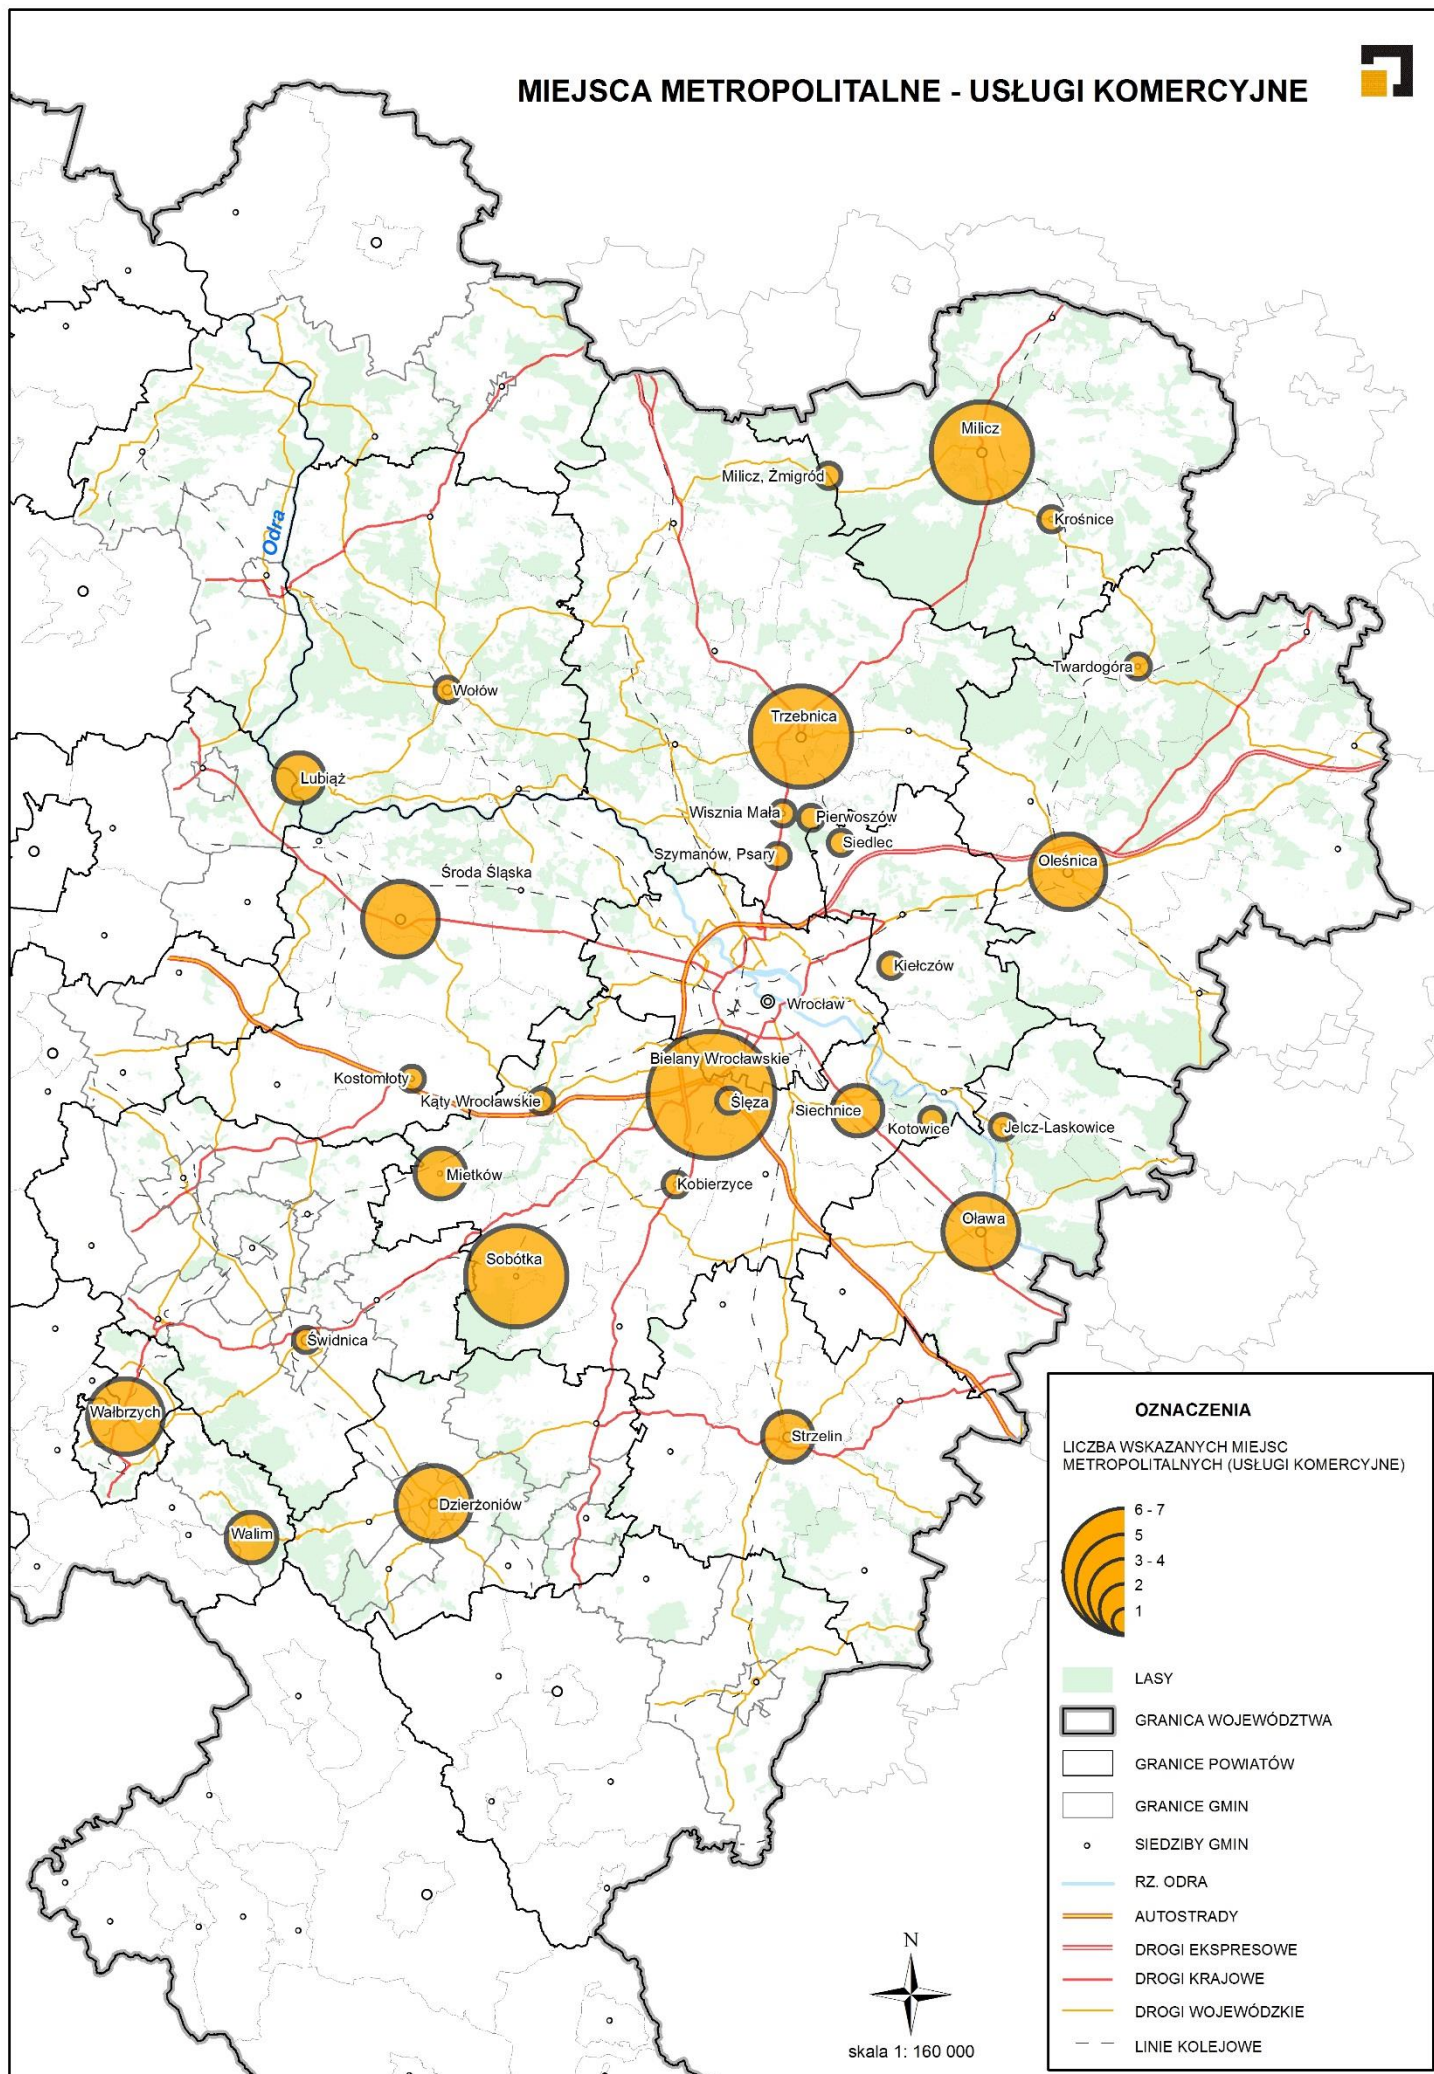 MIEJSCA METROPOLITALNE - USŁUGI KOMERCYJNE
Milicz
Milicz, Żmigród
Krośnice
Odra
Twardogóra
Wołów
Trzebnica
Lubiąż
Wisznia Mała
Pierwoszów
Siedlec
Szymanów, Psary
Oleśnica
Środa Śląska
Kiełczów
Wrocław
Bielany Wrocławskie
Kostomłoty
Kąty Wrocławskie
Ślęza
Siechnice
Kotowice
Jelcz-Laskowice
Mietków
Kobierzyce
Oława
Sobótka
Świdnica
Wałbrzych
Strzelin
Dzierżoniów
Walim
OZNACZENIA
LICZBA WSKAZANYCH MIEJSC
METROPOLITALNYCH (USŁUGI KOMERCYJNE)
6 - 7
5
3 - 4
2
1
LASY
GRANICA WOJEWÓDZTWA
GRANICE POWIATÓW
GRANICE GMIN
SIEDZIBY GMIN
RZ. ODRA
AUTOSTRADY
DROGI EKSPRESOWE
DROGI KRAJOWE
DROGI WOJEWÓDZKIE
LINIE KOLEJOWE
N
skala 1: 160 000